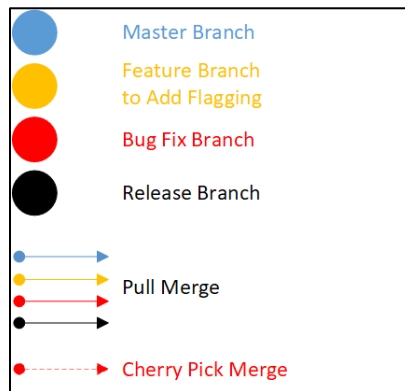 Master Branch
Feature Branch
to Add Flagging
Bug Fix Branch
Release Branch
Pull Merge
Cherry Pick Merge